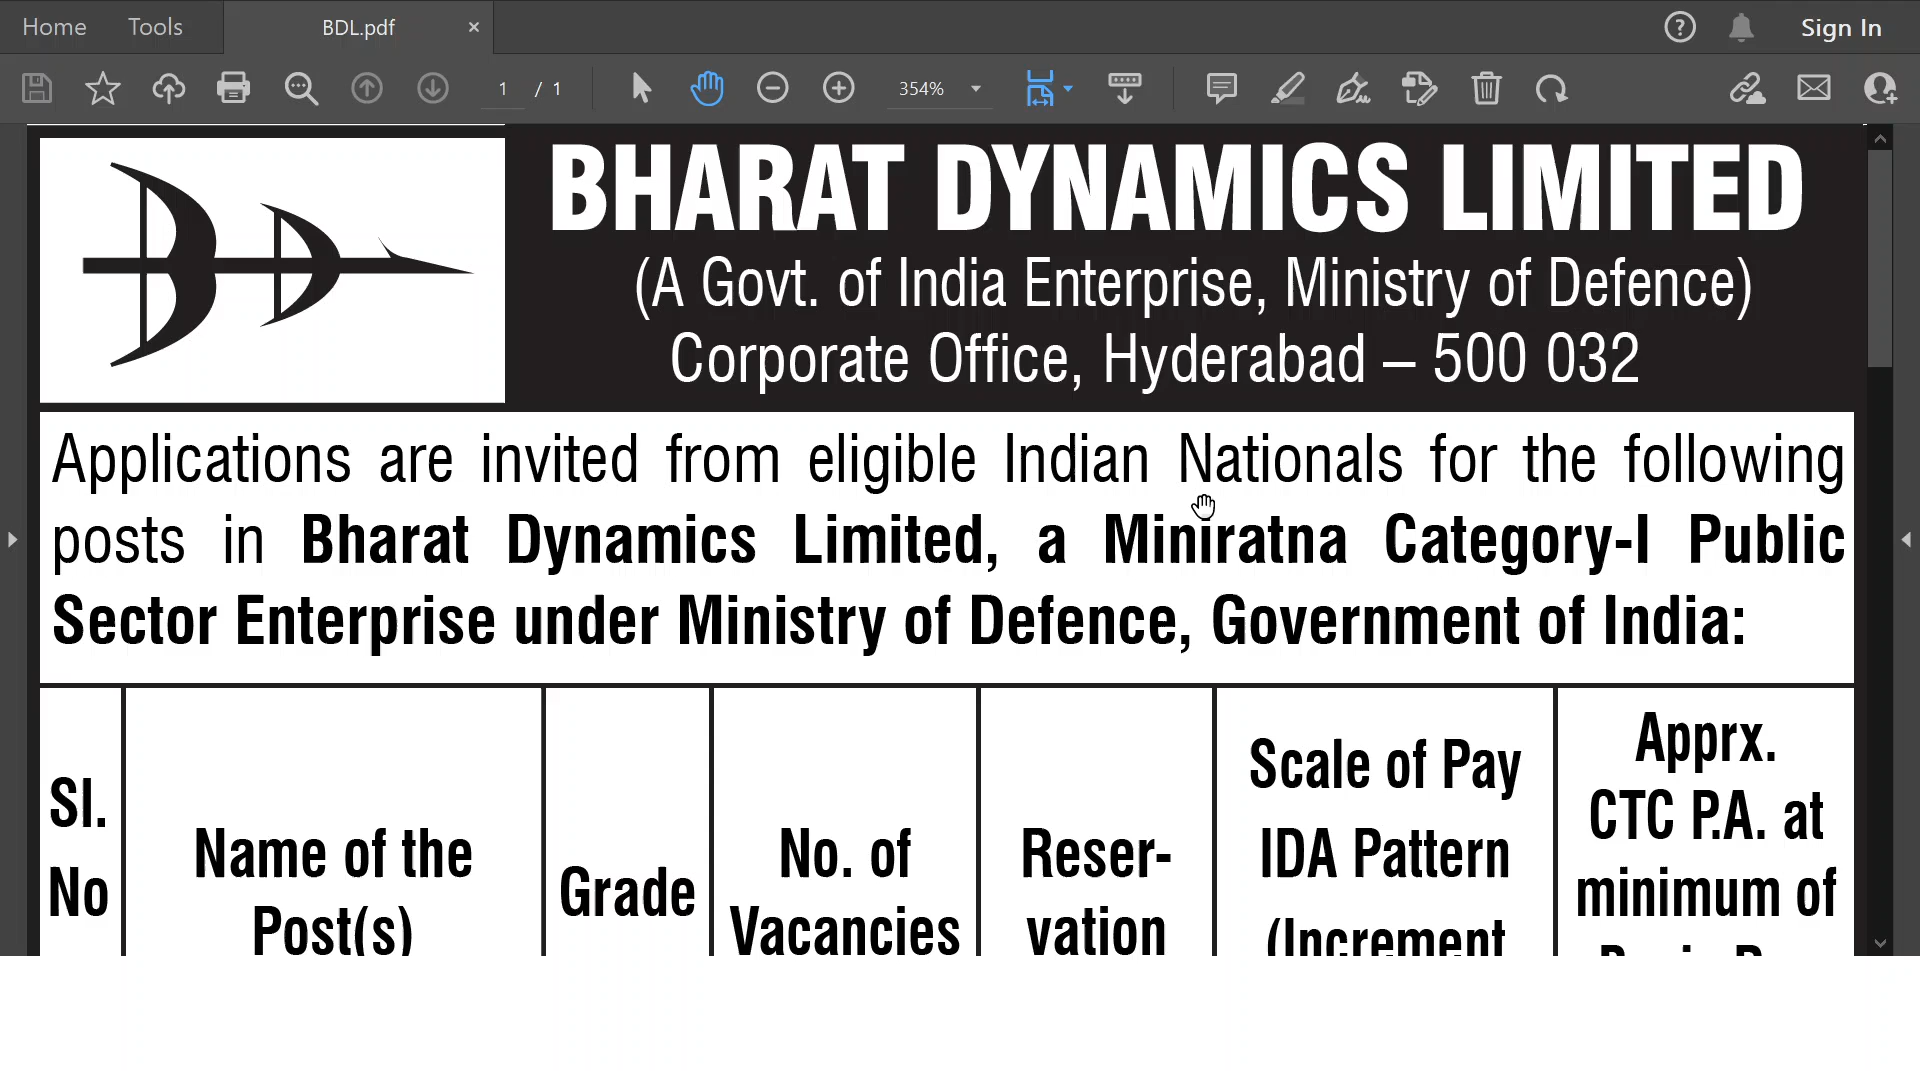 Home Tools BDL.pdf × ? Sign In
1 / 1 354%
BHARAT DYNAMICS LIMITED
(A Govt. of India Enterprise, Ministry of Defence)
Corporate Office, Hyderabad – 500 032
Applications are invited from eligible Indian Nationals for the following
posts in Bharat Dynamics Limited, a Miniratna Category-I Public
Sector Enterprise under Ministry of Defence, Government of India:
Sl.
No
Name of the
Post(s)
Grade
No. of
Vacancies
Reser-
vation
Scale of Pay
IDA Pattern
(Increment
Apprx.
CTC P.A. at
minimum of